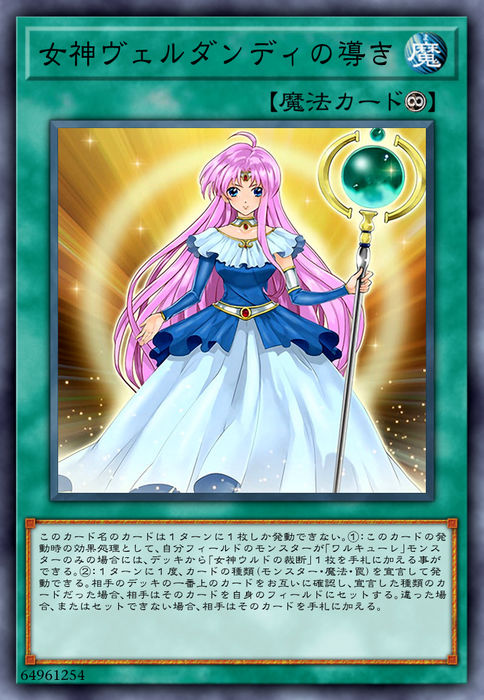 女神ヴェルダンディの導き 魔
【魔法カード】
このカード名のカードは１ターンに１枚しか発動できない。①：このカードの発
動時の効果処理として、自分フィールドのモンスターが「ワルキューレ」モンス
ターのみの場合には、デッキから「女神ウルドの裁断」１枚を手札に加える事が
できる。②：１ターンに１度、カードの種類（モンスター・魔法・罠）を宣言して発
動できる。相手のデッキの一番上のカードをお互いに確認し、宣言した種類のカ
ードだった場合、相手はそのカードを自身のフィールドにセットする。違った場
合、またはセットできない場合、相手はそのカードを手札に加える。
64961254